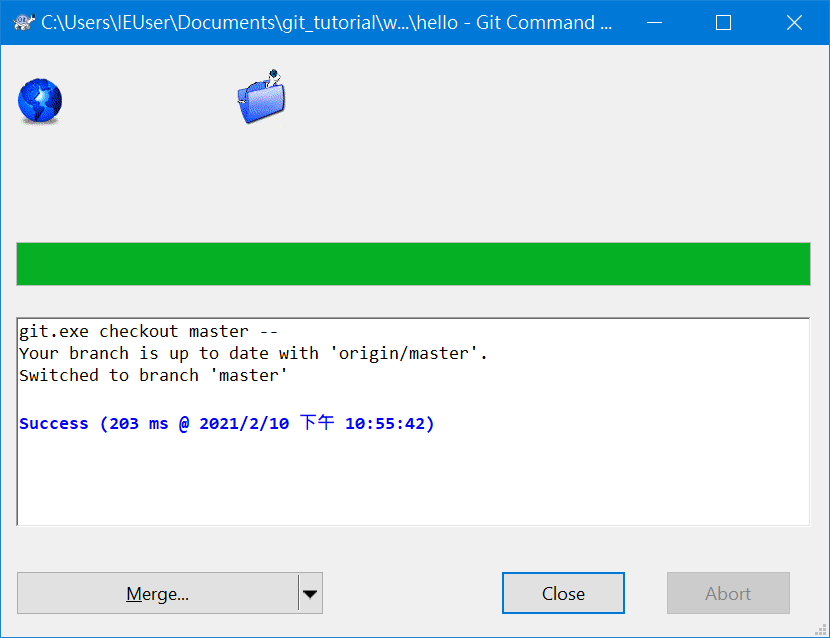 C:\Users\IEUser\Documents\git_tutorial\w...\hello - Git Command ...
git.exe checkout master --
Your branch is up to date with 'origin/master'.
Switched to branch 'master'
Success (203 ms @ 2021/2/10 下午 10:55:42)
Merge...
Close
Abort